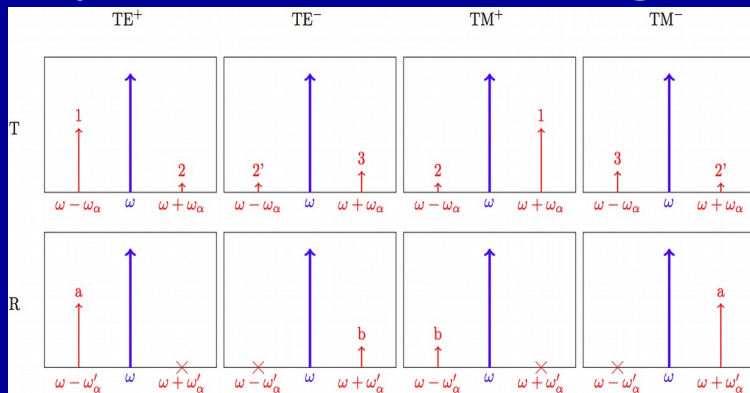 TE⁺ TE⁻ TM⁺ TM⁻
T
1 2 2' 3 2 1 3 2'
ω − ωα ω ω + ωα ω − ωα ω ω + ωα ω − ωα ω ω + ωα ω − ωα ω ω + ωα
R
a b b a
ω − ω′α ω ω + ω′α ω − ω′α ω ω + ω′α ω − ω′α ω ω + ω′α ω − ω′α ω ω + ω′α